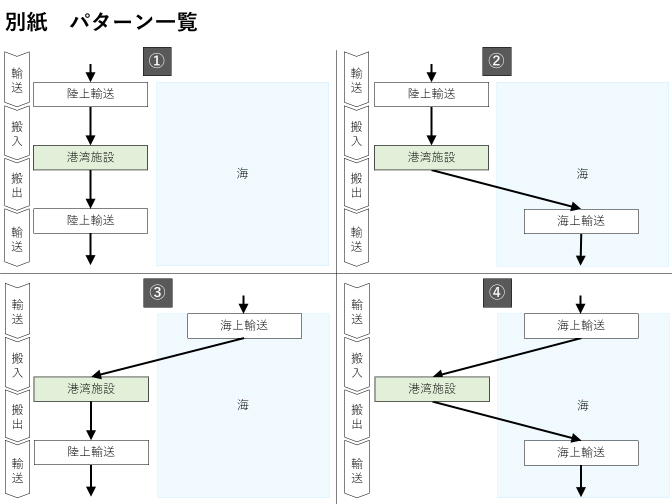 別紙　パターン一覧
①
輸送
搬入
搬出
輸送
陸上輸送
港湾施設
陸上輸送
海
②
輸送
搬入
搬出
輸送
陸上輸送
港湾施設
海
海上輸送
③
輸送
搬入
搬出
輸送
海上輸送
港湾施設
海
陸上輸送
④
輸送
搬入
搬出
輸送
海上輸送
港湾施設
海
海上輸送